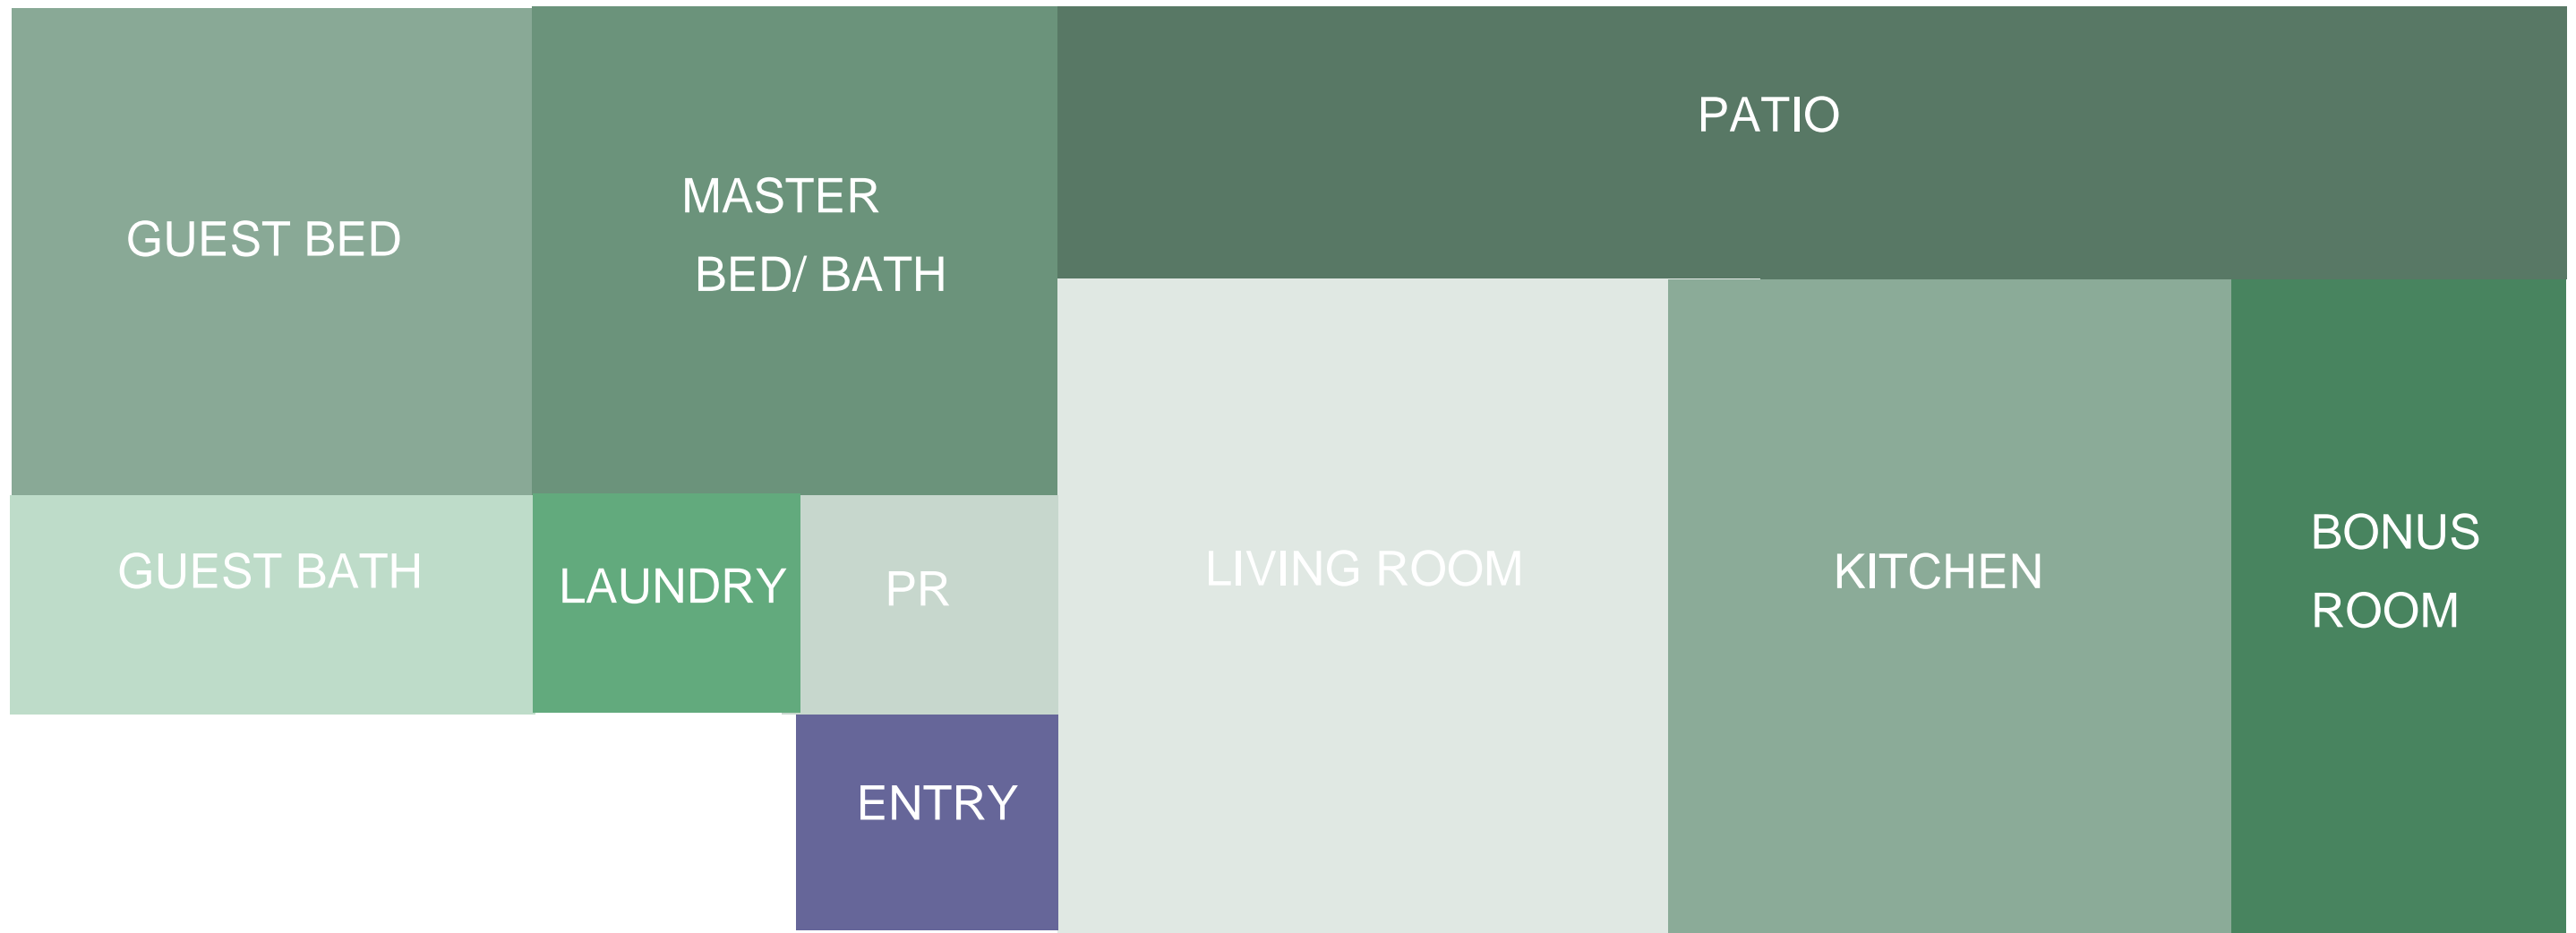 PATIO
MASTER
BED/ BATH
GUEST BED
GUEST BATH
LAUNDRY
PR
LIVING ROOM
KITCHEN
BONUS
ROOM
ENTRY